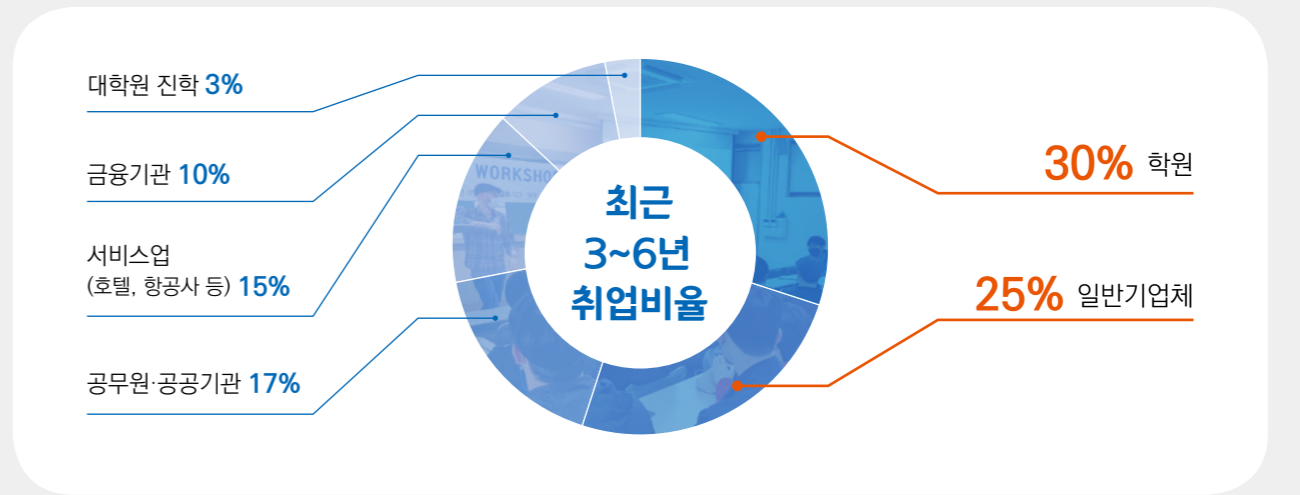 대학원 진학 3%
금융기관 10%
서비스업
(호텔, 항공사 등) 15%
공무원·공공기관 17%
WORKSHO
최근
3~6년
취업비율
30% 학원
25% 일반기업체